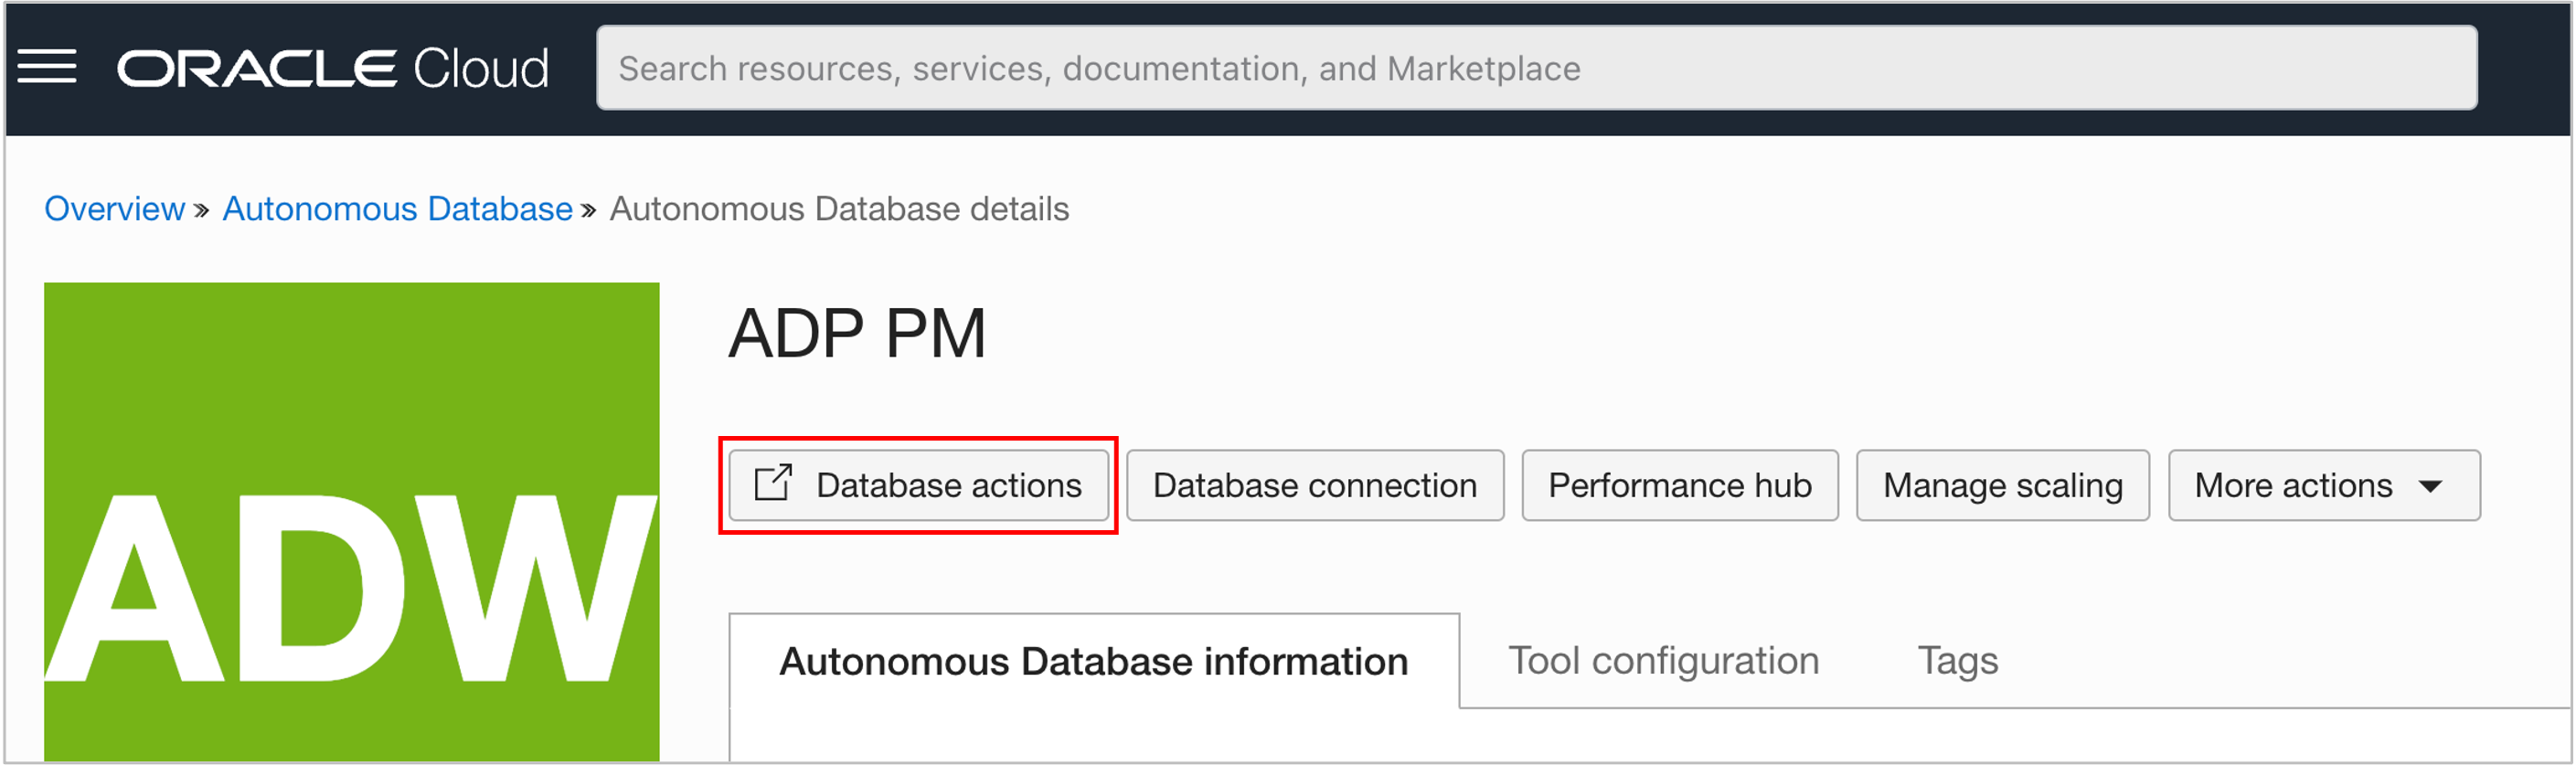 ORACLE Cloud Search resources, services, documentation, and Marketplace
Overview » Autonomous Database » Autonomous Database details
ADW
ADP PM
Database actions Database connection Performance hub Manage scaling More actions
Autonomous Database information Tool configuration Tags